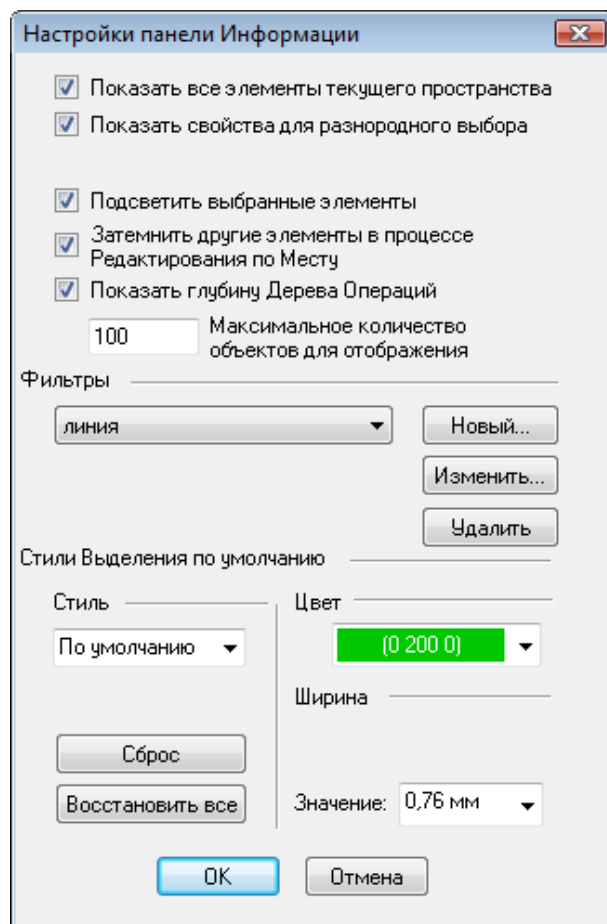 Настройки панели Информации
Показать все элементы текущего пространства
Показать свойства для разнородного выбора
Подсветить выбранные элементы
Затемнить другие элементы в процессе
Редактирования по Месту
Показать глубину Дерева Операций
100 Максимальное количество
объектов для отображения
Фильтры
линия Новый...
Изменить...
Удалить
Стили Выделения по умолчанию
Стиль Цвет
По умолчанию (0 200 0)
Ширина
Сброс
Восстановить все Значение: 0,76 мм
OK Отмена